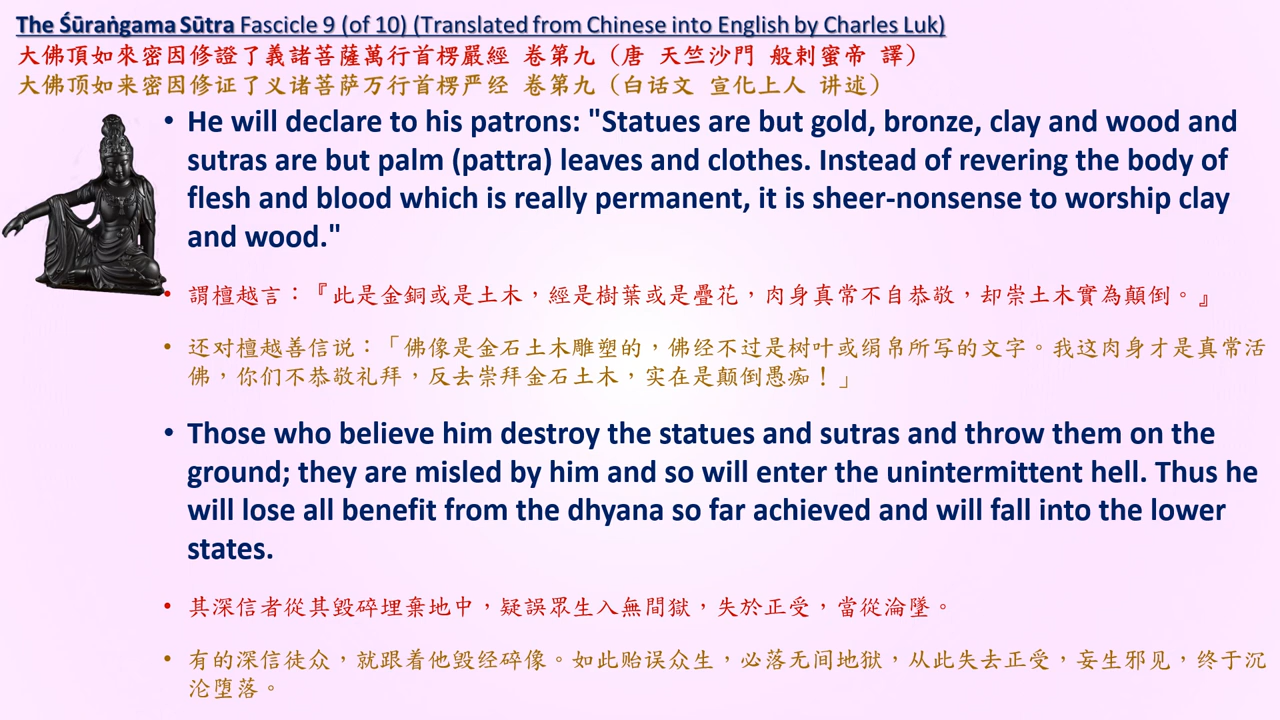 The Śūraṅgama Sūtra Fascicle 9 (of 10) (Translated from Chinese into English by Charles Luk)
大佛頂如來密因修證了義諸菩薩萬行首楞嚴經 卷第九（唐 天竺沙門 般剌蜜帝 譯）
大佛顶如来密因修证了义诸菩萨万行首楞严经 卷第九（白话文 宣化上人 讲述）
• He will declare to his patrons: "Statues are but gold, bronze, clay and wood and
sutras are but palm (pattra) leaves and clothes. Instead of revering the body of
flesh and blood which is really permanent, it is sheer-nonsense to worship clay
and wood."
• 謂檀越言：『此是金銅或是土木，經是樹葉或是疊花，肉身真常不自恭敬，却崇土木實為顛倒。』
• 还对檀越善信说：「佛像是金石土木雕塑的，佛经不过是树叶或绢帛所写的文字。我这肉身才是真常活
佛，你们不恭敬礼拜，反去崇拜金石土木，实在是颠倒愚痴！」
• Those who believe him destroy the statues and sutras and throw them on the
ground; they are misled by him and so will enter the unintermittent hell. Thus he
will lose all benefit from the dhyana so far achieved and will fall into the lower
states.
• 其深信者從其毀碎埋棄地中，疑誤眾生入無間獄，失於正受，當從淪墜。
• 有的深信徒众，就跟着他毁经碎像。如此贻误众生，必落无间地狱，从此失去正受，妄生邪见，终于沉
沦堕落。